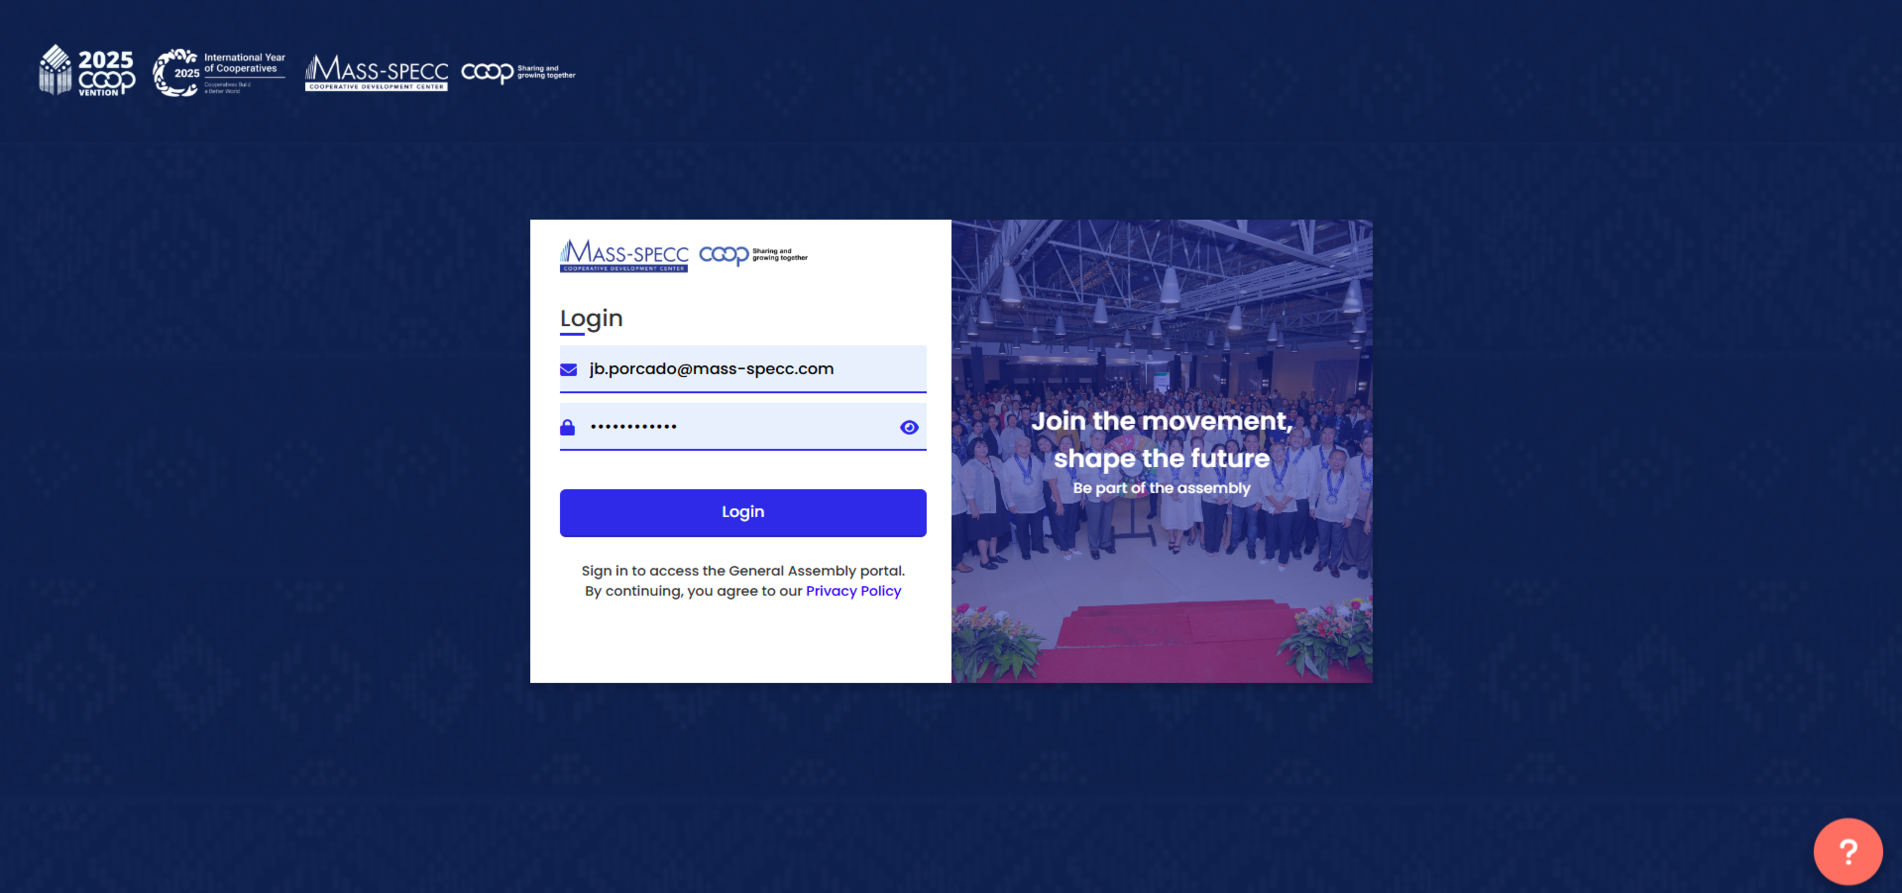 2025
COOP
VENTION
2025
International Year
of Cooperatives
Cooperatives Build
a Better World
MASS-SPECC
COOPERATIVE DEVELOPMENT CENTER
coop
Sharing and
growing together
MASS-SPECC
COOPERATIVE DEVELOPMENT CENTER
coop
Sharing and
growing together
Login
jb.porcado@mass-specc.com
••••••••••••
Login
Sign in to access the General Assembly portal.
By continuing, you agree to our Privacy Policy
Join the movement,
shape the future
Be part of the assembly
?